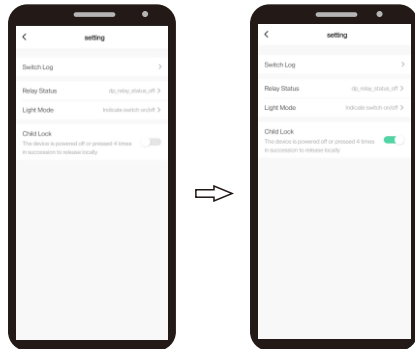 setting
Switch Log
Relay Status dp_relay_status_off
Light Mode Indicate switch on/off
Child Lock
The device is powered off or pressed 4 times
in succession to release locally
setting
Switch Log
Relay Status dp_relay_status_off
Light Mode Indicate switch on/off
Child Lock
The device is powered off or pressed 4 times
in succession to release locally